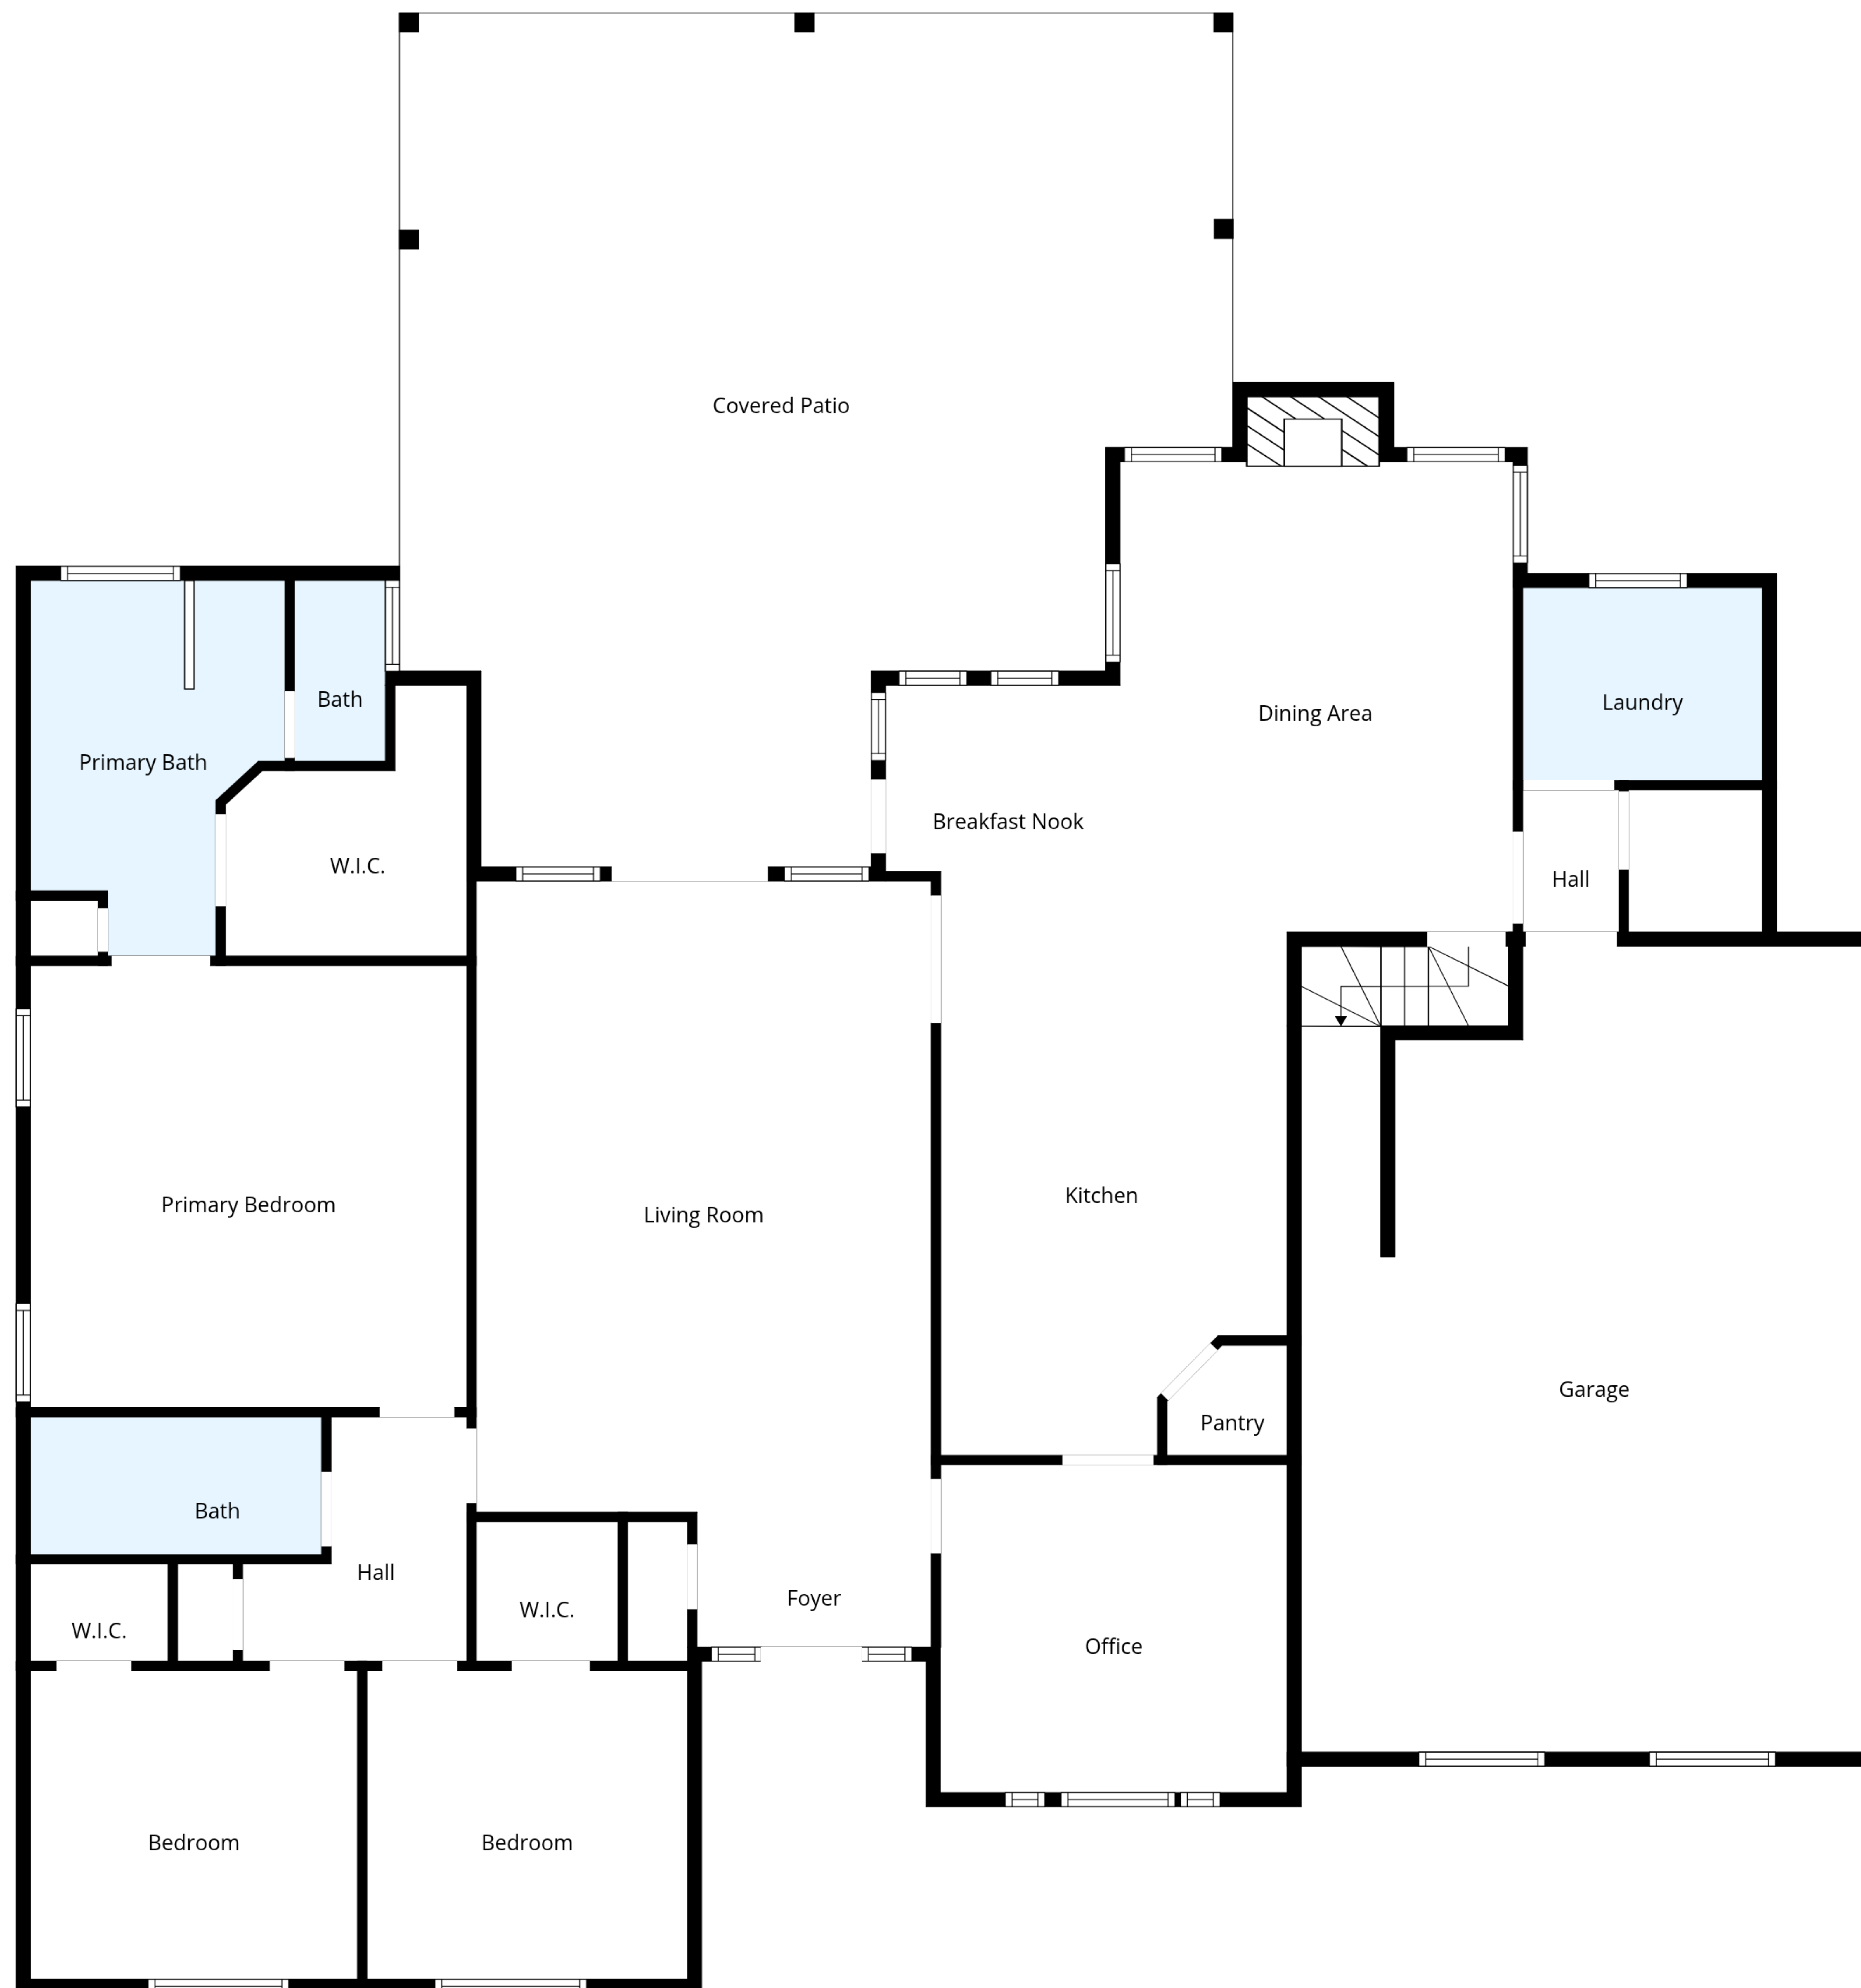 Covered Patio
Bath
Laundry
Dining Area
Primary Bath
Breakfast Nook
W.I.C.
Hall
Primary Bedroom
Living Room
Kitchen
Garage
Pantry
Bath
Hall
Foyer
W.I.C.
W.I.C.
Office
Bedroom
Bedroom